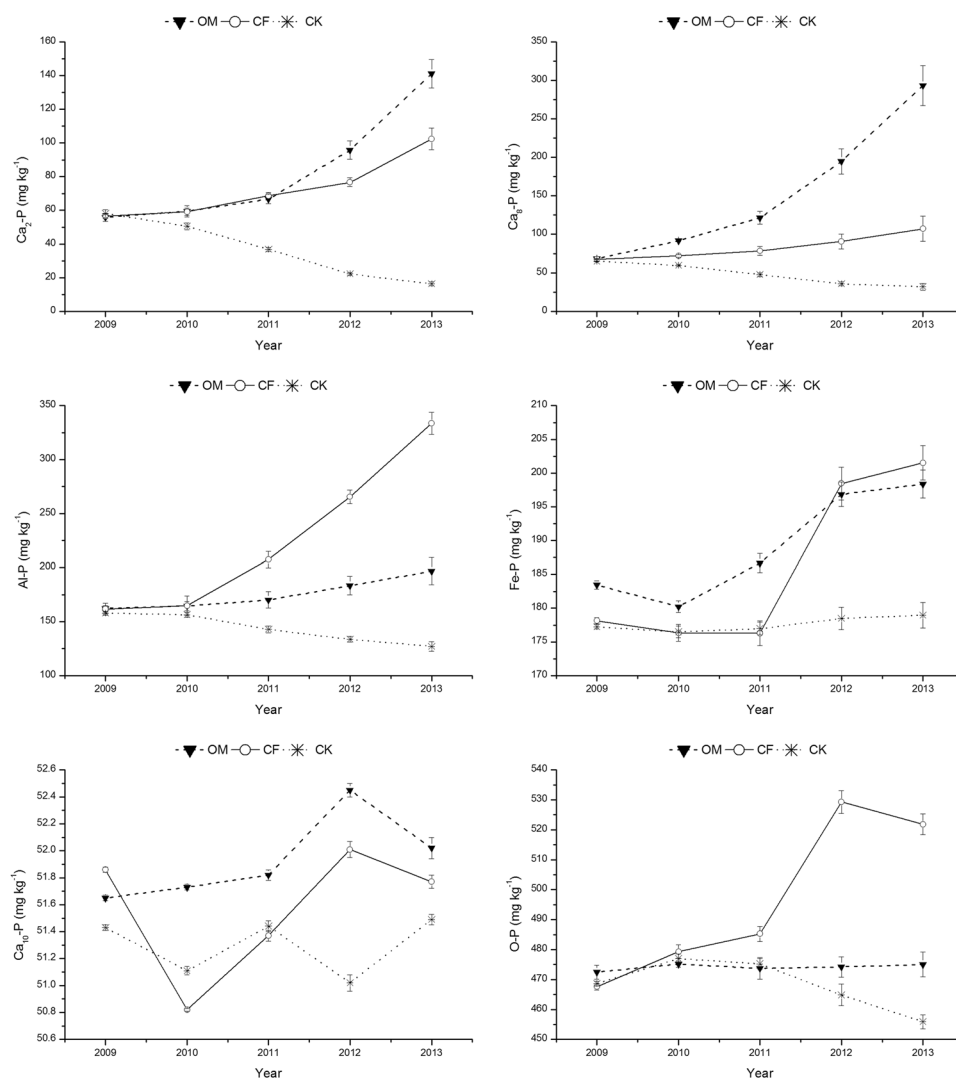 OM CF CK
Ca2-P (mg kg-1)
160
140
120
100
80
60
40
20
0
2009 2010 2011 2012 2013
Year
OM CF CK
Ca8-P (mg kg-1)
350
300
250
200
150
100
50
0
2009 2010 2011 2012 2013
Year
OM CF CK
Al-P (mg kg-1)
350
300
250
200
150
100
2009 2010 2011 2012 2013
Year
OM CF CK
Fe-P (mg kg-1)
210
205
200
195
190
185
180
175
170
2009 2010 2011 2012 2013
Year
OM CF CK
Ca10-P (mg kg-1)
52.6
52.4
52.2
52.0
51.8
51.6
51.4
51.2
51.0
50.8
50.6
2009 2010 2011 2012 2013
Year
OM CF CK
O-P (mg kg-1)
540
530
520
510
500
490
480
470
460
450
2009 2010 2011 2012 2013
Year